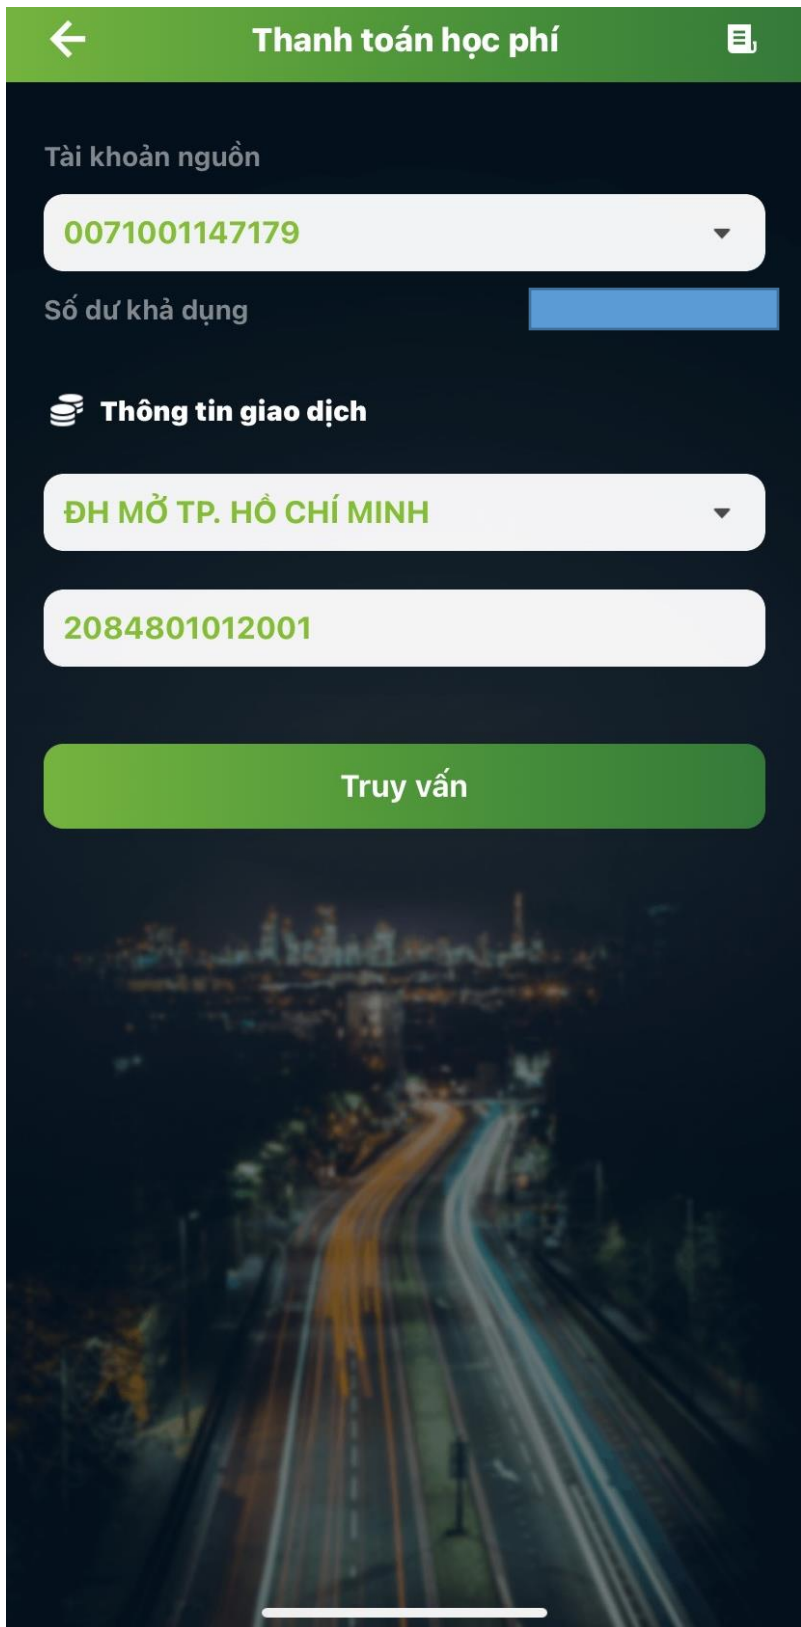 Thanh toán học phí
Tài khoản nguồn
0071001147179
Số dư khả dụng
Thông tin giao dịch
ĐH MỞ TP. HỒ CHÍ MINH
2084801012001
Truy vấn